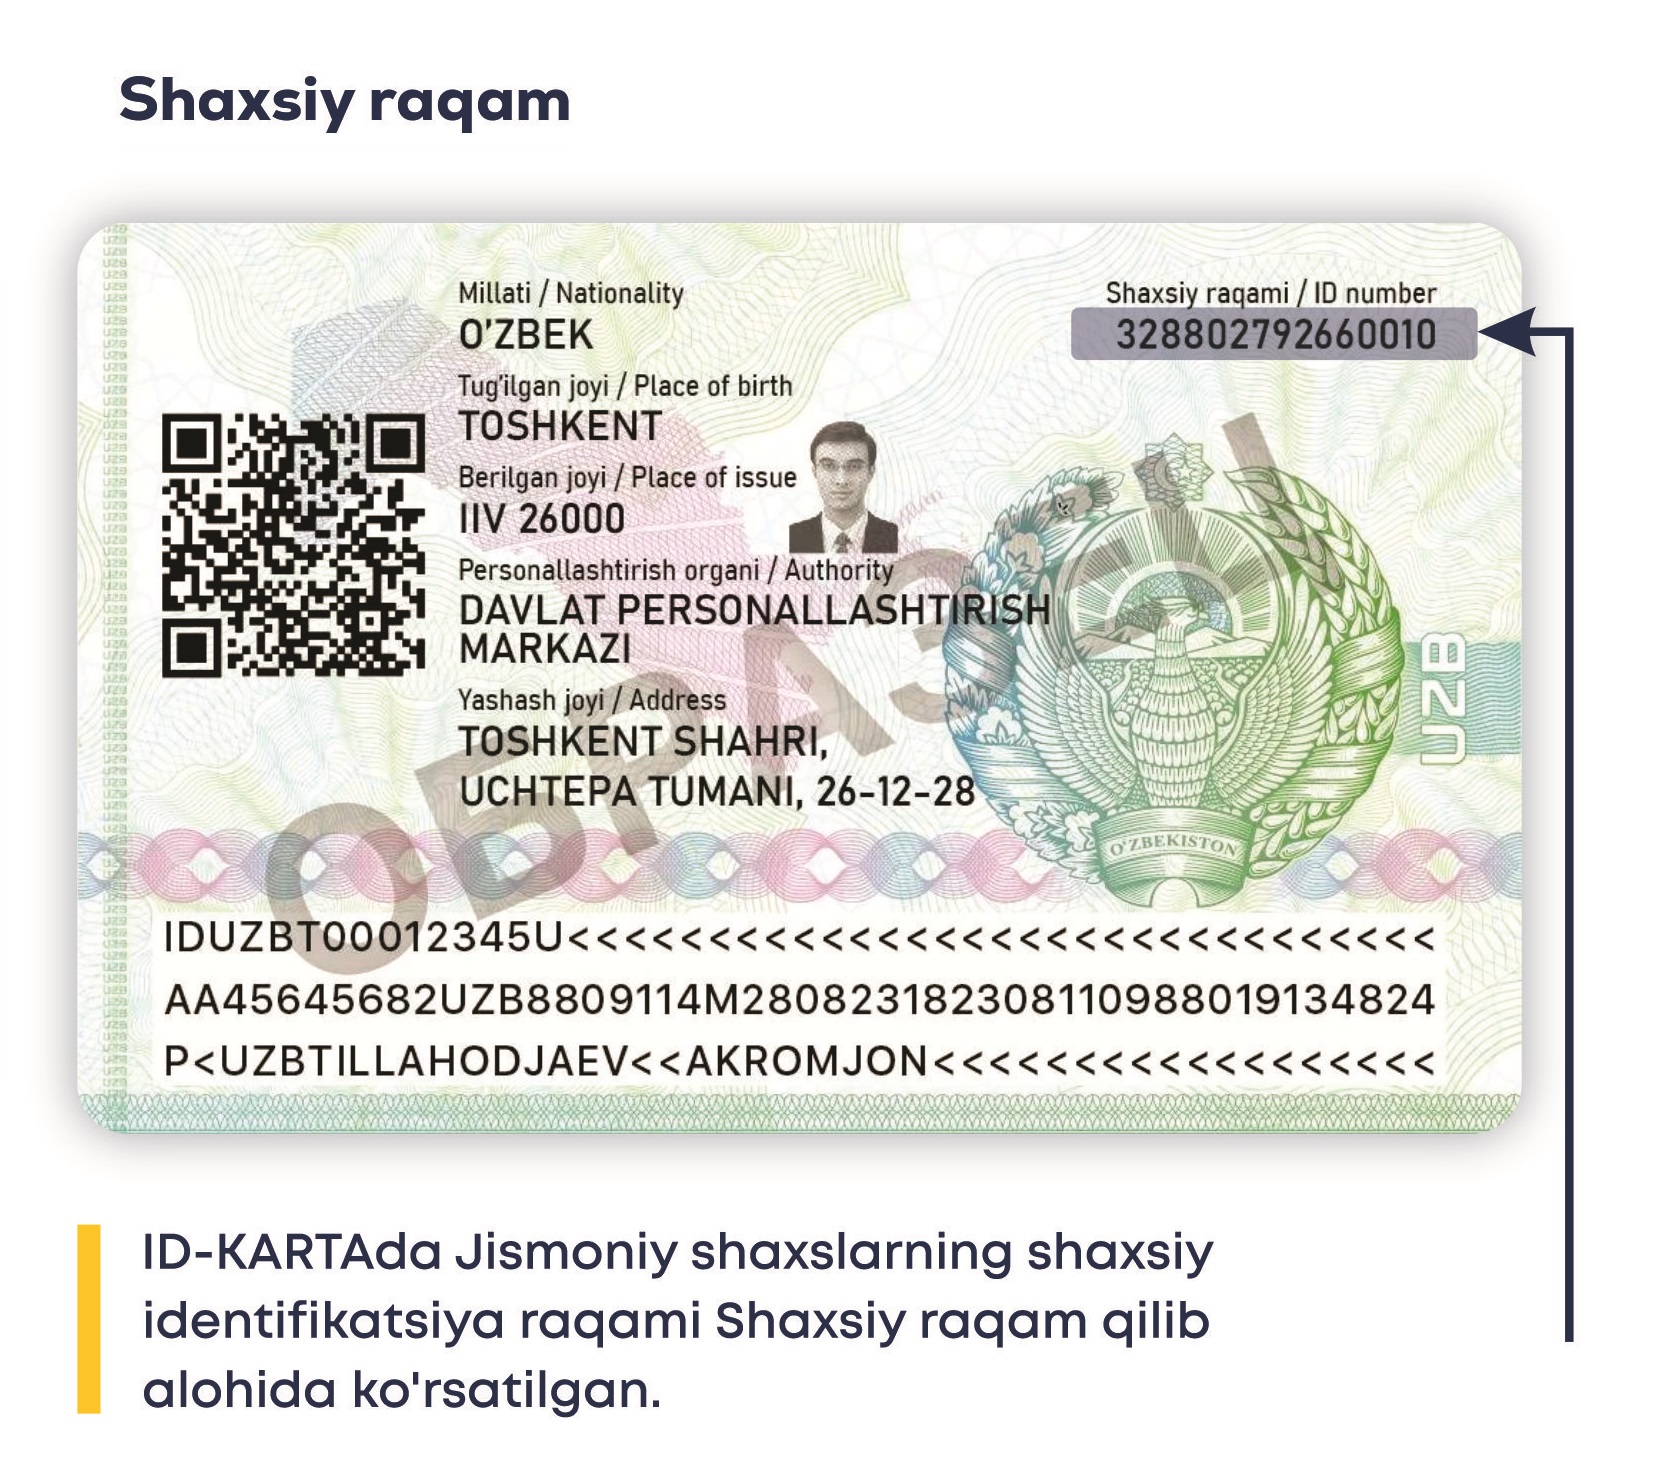 Shaxsiy raqam
Millati / Nationality
O'ZBEK
Shaxsiy raqami / ID number
328802792660010
Tug'ilgan joyi / Place of birth
TOSHKENT
Berilgan joyi / Place of issue
IIV 26000
Personallashtirish organi / Authority
DAVLAT PERSONALLASHTIRISH
MARKAZI
Yashash joyi / Address
TOSHKENT SHAHRI,
UCHTEPA TUMANI, 26-12-28
ОБРАЗЕЦ
UZB
O'ZBEKISTON
IDUZBT00012345U<<<<<<<<<<<<<<<<<<<<<<<<<<<<<<<
AA45645682UZB8809114M28082318230811098801913 4824
P<UZBTILLAHODJAEV<<AKROMJON<<<<<<<<<<<<<<<<<<
ID-KARTAda Jismoniy shaxslarning shaxsiy
identifikatsiya raqami Shaxsiy raqam qilib
alohida ko'rsatilgan.